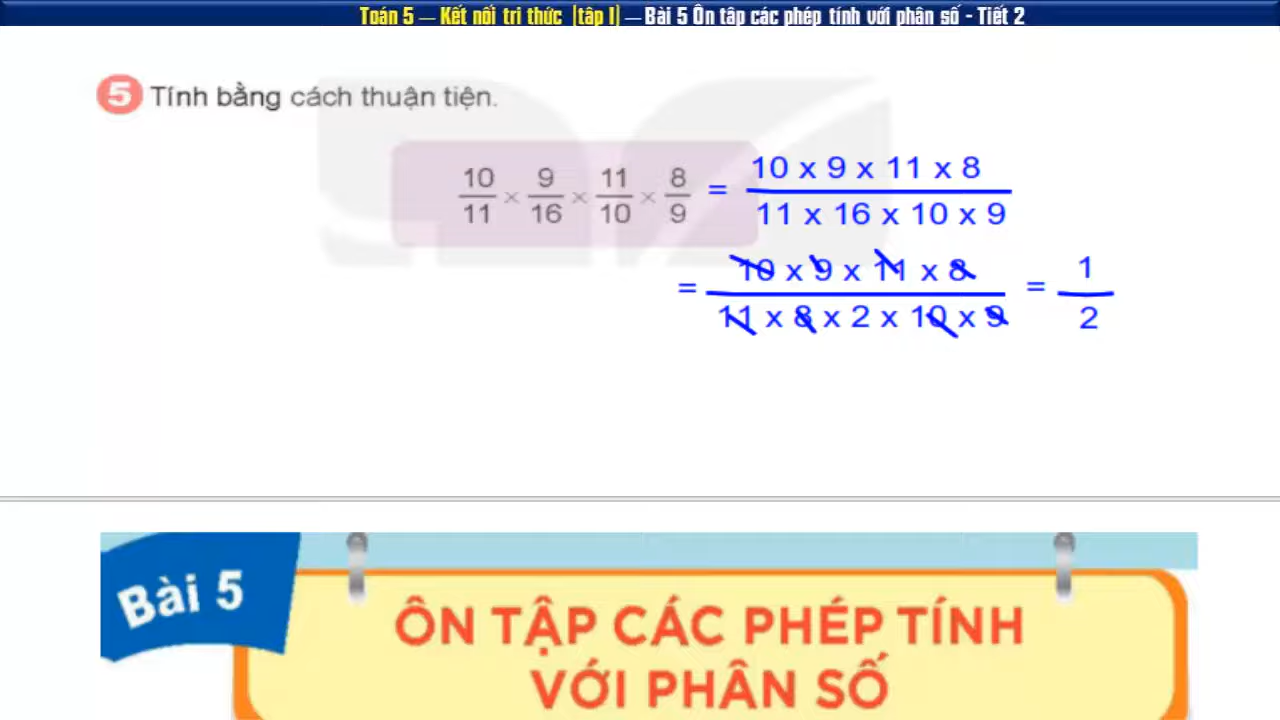 Toán 5 – Kết nối tri thức [tập 1] – Bài 5 Ôn tập các phép tính với phân số - Tiết 2
5 Tính bằng cách thuận tiện.
10/11 × 9/16 × 11/10 × 8/9 = (10 x 9 x 11 x 8)/(11 x 16 x 10 x 9)
= (10 x 9 x 11 x 8)/(11 x 8 x 2 x 10 x 9) = 1/2
Bài 5
ÔN TẬP CÁC PHÉP TÍNH
VỚI PHÂN SỐ